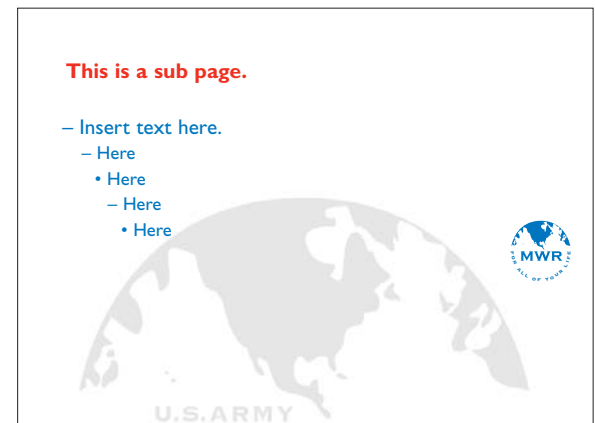 This is a sub page.
– Insert text here.
– Here
• Here
– Here
• Here
MWR
FOR ALL OF YOUR LIFE
U.S.ARMY